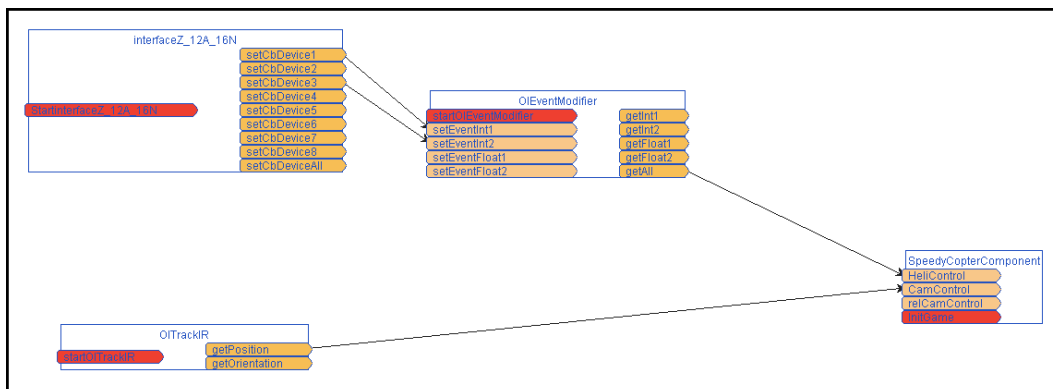 interfaceZ_12A_16N
setCbDevice1
setCbDevice2
setCbDevice3
StartInterfaceZ_12A_16N
setCbDevice4
setCbDevice5
setCbDevice6
setCbDevice7
setCbDevice8
setCbDeviceAll
OIEventModifier
startOIEventModifier
getInt1
setEventInt1
getInt2
setEventInt2
getFloat1
setEventFloat1
getFloat2
setEventFloat2
getAll
SpeedyCopterComponent
HeliControl
CamControl
relCamControl
initGame
OITrackIR
startOITrackIR
getPosition
getOrientation